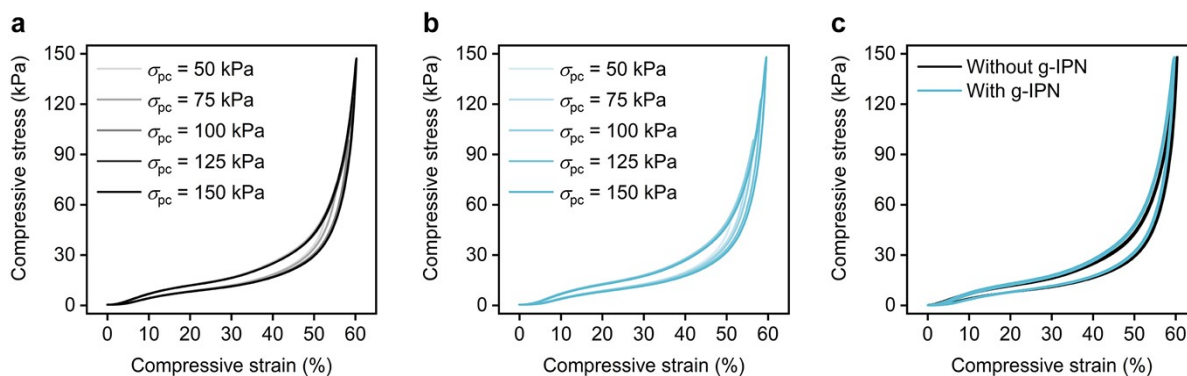 a
Compressive stress (kPa)
150
120
90
60
30
0
σpc = 50 kPa
σpc = 75 kPa
σpc = 100 kPa
σpc = 125 kPa
σpc = 150 kPa
0 10 20 30 40 50 60
Compressive strain (%)
b
Compressive stress (kPa)
150
120
90
60
30
0
σpc = 50 kPa
σpc = 75 kPa
σpc = 100 kPa
σpc = 125 kPa
σpc = 150 kPa
0 10 20 30 40 50 60
Compressive strain (%)
c
Compressive stress (kPa)
150
120
90
60
30
0
Without g-IPN
With g-IPN
0 10 20 30 40 50 60
Compressive strain (%)